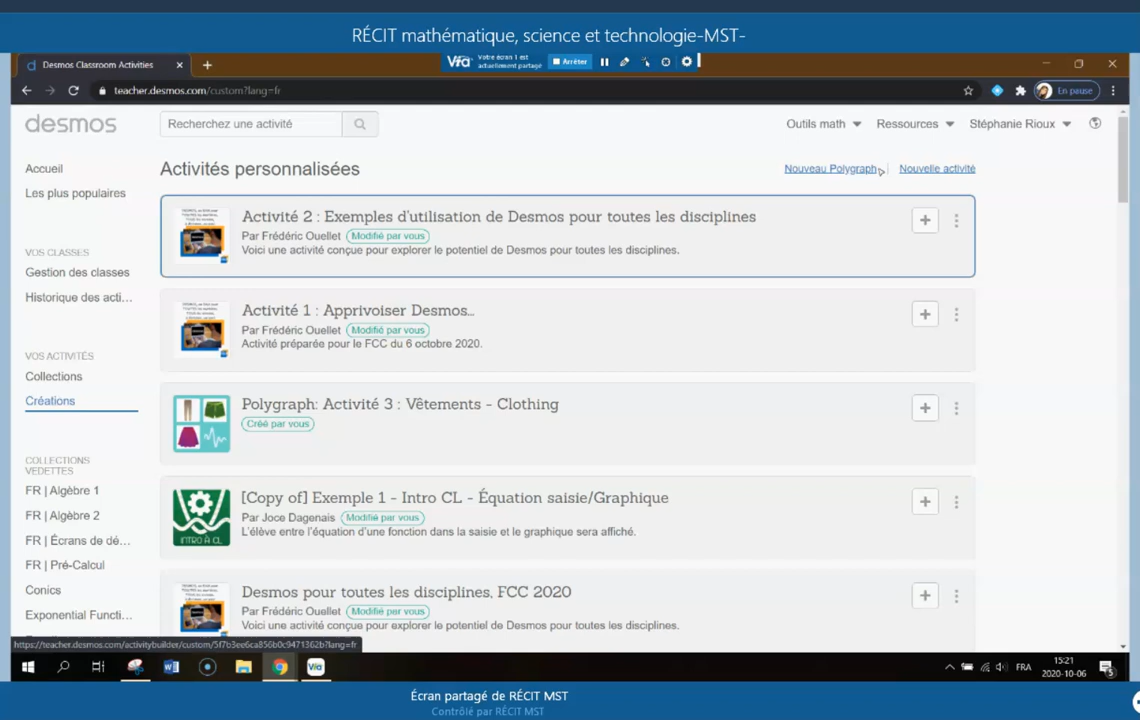 RÉCIT mathématique, science et technologie-MST-
Desmos Classroom Activities
Via
Votre écran 1 est
actuellement partagé
Arrêter
teacher.desmos.com/custom?lang=fr
En pause
desmos
Recherchez une activité
Outils math
Ressources
Stéphanie Rioux
Accueil
Les plus populaires
VOS CLASSES
Gestion des classes
Historique des acti...
VOS ACTIVITÉS
Collections
Créations
COLLECTIONS
VEDETTES
FR | Algèbre 1
FR | Algèbre 2
FR | Écrans de dé...
FR | Pré-Calcul
Conics
Exponential Functi...
Activités personnalisées
Nouveau Polygraph
Nouvelle activité
Activité 2 : Exemples d'utilisation de Desmos pour toutes les disciplines
Par Frédéric Ouellet Modifié par vous
Voici une activité conçue pour explorer le potentiel de Desmos pour toutes les disciplines.
Activité 1 : Apprivoiser Desmos...
Par Frédéric Ouellet Modifié par vous
Activité préparée pour le FCC du 6 octobre 2020.
Polygraph: Activité 3 : Vêtements - Clothing
Créé par vous
INTRO À CL
[Copy of] Exemple 1 - Intro CL - Équation saisie/Graphique
Par Joce Dagenais Modifié par vous
L'élève entre l'équation d'une fonction dans la saisie et le graphique sera affiché.
Desmos pour toutes les disciplines, FCC 2020
Par Frédéric Ouellet Modifié par vous
Voici une activité conçue pour explorer le potentiel de Desmos pour toutes les disciplines.
https://teacher.desmos.com/activitybuilder/custom/5f7b3ee6ca856b0c9471362b?lang=fr
FRA
15:21
2020-10-06
5
Écran partagé de RÉCIT MST
Contrôlé par RÉCIT MST